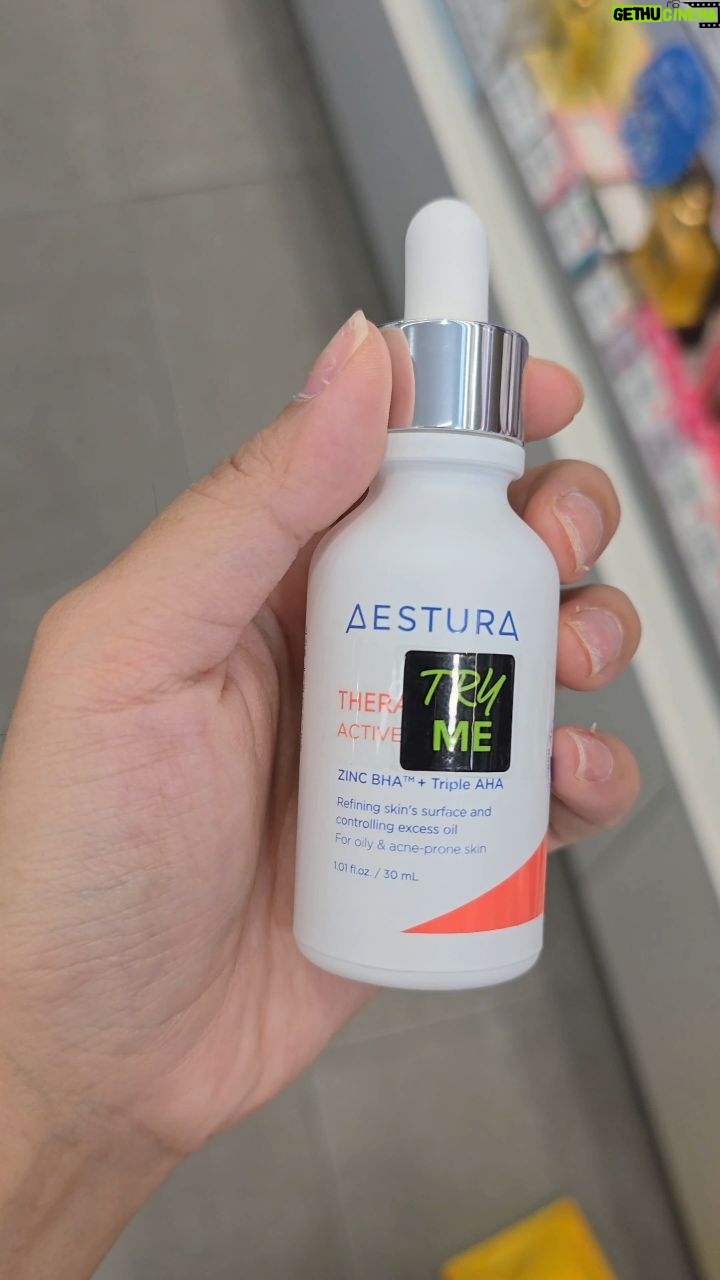 GETHUCINEMA
AESTURA
THERA
ACTIVE
TRY
ME
ZINC BHA™ + Triple AHA
Refining skin's surface and
controlling excess oil
For oily & acne-prone skin
1.01 fl.oz. / 30 mL